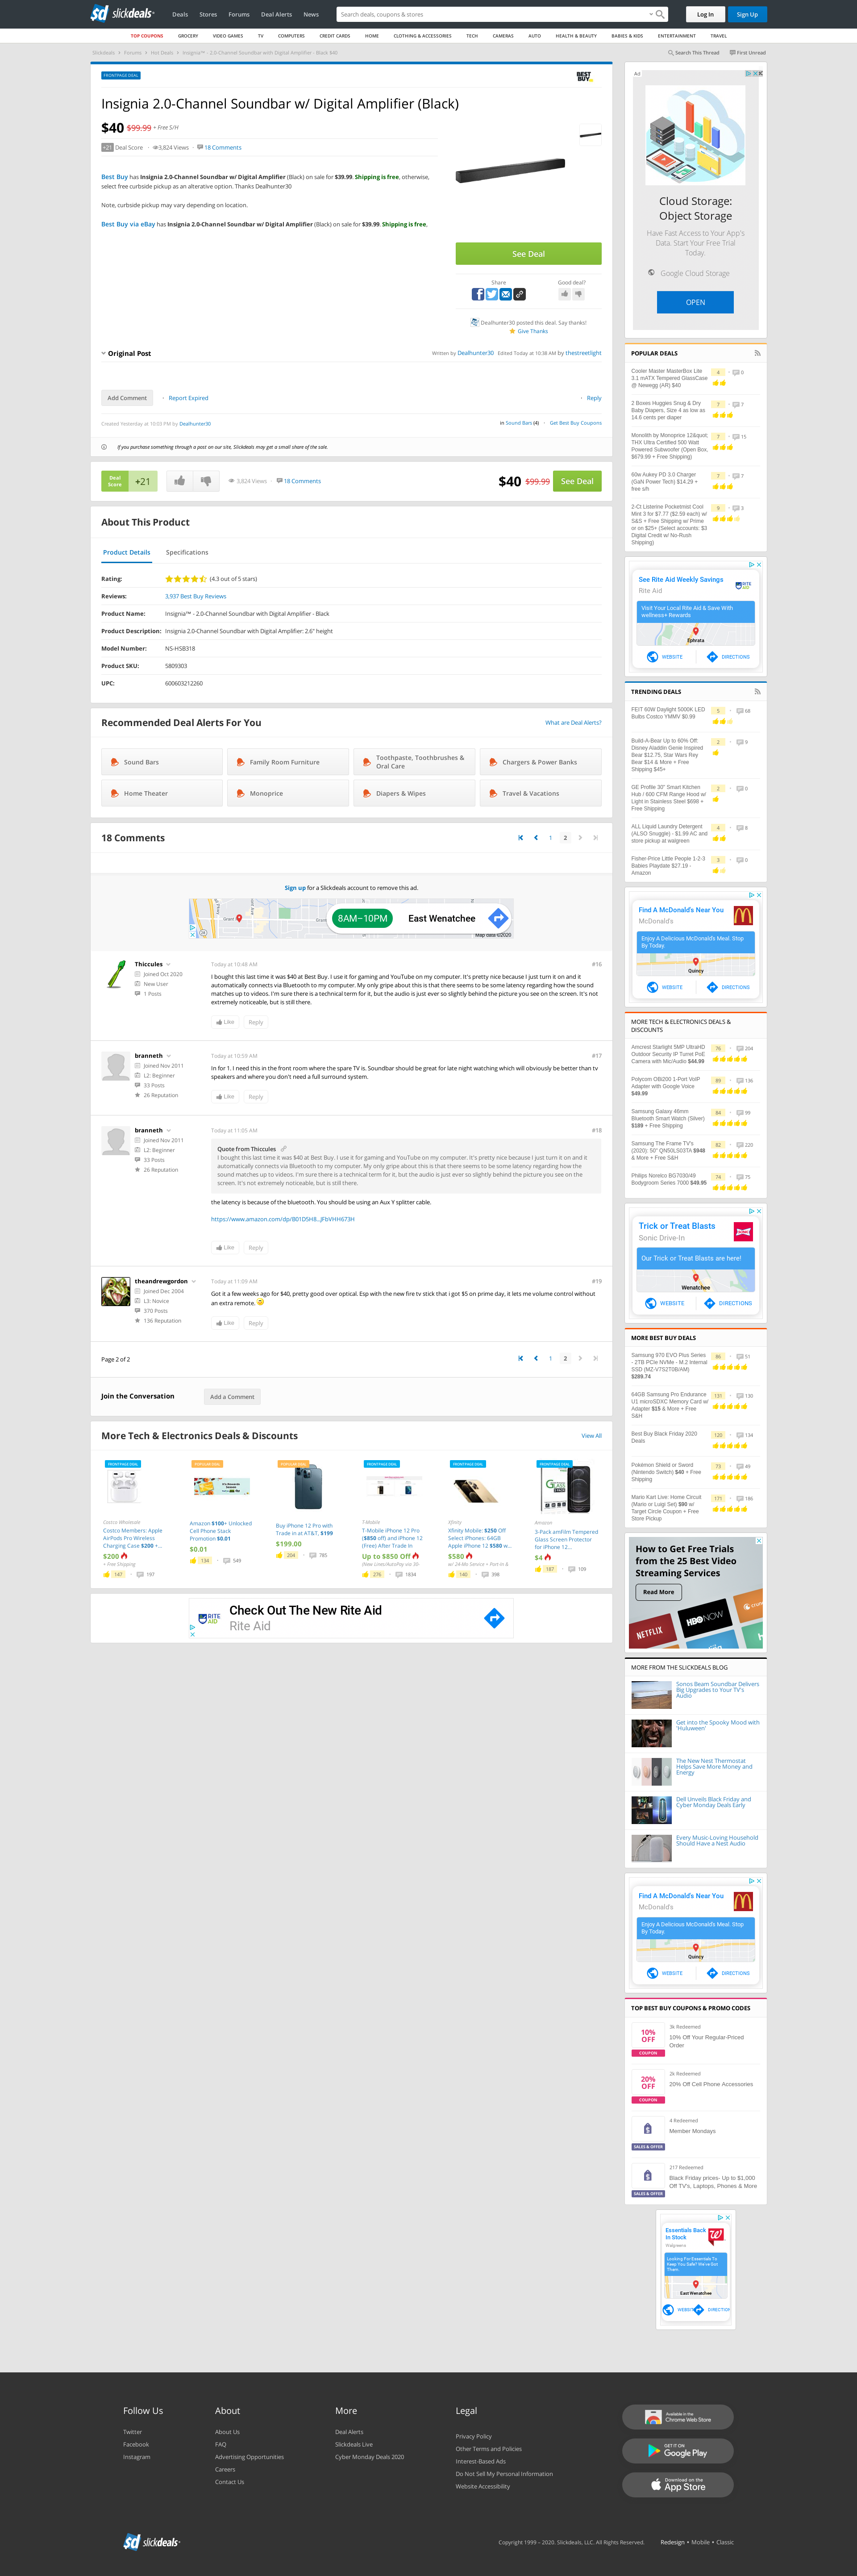 slickdeals
Deals Stores Forums Deal Alerts News
Search deals, coupons & stores
Log In Sign Up
TOP COUPONS GROCERY VIDEO GAMES TV COMPUTERS CREDIT CARDS HOME CLOTHING & ACCESSORIES TECH CAMERAS AUTO HEALTH & BEAUTY BABIES & KIDS ENTERTAINMENT TRAVEL
Slickdeals Forums Hot Deals Insignia™ - 2.0-Channel Soundbar with Digital Amplifier - Black $40
Search This Thread First Unread
FRONTPAGE DEAL
BEST BUY
Insignia 2.0-Channel Soundbar w/ Digital Amplifier (Black)
$40 $99.99 + Free S/H
+21 Deal Score 3,824 Views 18 Comments
Best Buy has Insignia 2.0-Channel Soundbar w/ Digital Amplifier (Black) on sale for $39.99. Shipping is free, otherwise,
select free curbside pickup as an alterative option. Thanks Dealhunter30
Note, curbside pickup may vary depending on location.
Best Buy via eBay has Insignia 2.0-Channel Soundbar w/ Digital Amplifier (Black) on sale for $39.99. Shipping is free,
See Deal
Share Good deal?
Dealhunter30 posted this deal. Say thanks!
Give Thanks
Original Post
Written by Dealhunter30 Edited Today at 10:38 AM by thestreetlight
Add Comment Report Expired Reply
Created Yesterday at 10:03 PM by Dealhunter30
in Sound Bars (4) Get Best Buy Coupons
If you purchase something through a post on our site, Slickdeals may get a small share of the sale.
Deal
Score +21
3,824 Views 18 Comments $40 $99.99 See Deal
About This Product
Product Details Specifications
Rating: (4.3 out of 5 stars)
Reviews: 3,937 Best Buy Reviews
Product Name: Insignia™ - 2.0-Channel Soundbar with Digital Amplifier - Black
Product Description: Insignia 2.0-Channel Soundbar with Digital Amplifier: 2.6" height
Model Number: NS-HSB318
Product SKU: 5809303
UPC: 600603212260
Recommended Deal Alerts For You What are Deal Alerts?
Sound Bars
Family Room Furniture
Toothpaste, Toothbrushes &
Oral Care
Chargers & Power Banks
Home Theater
Monoprice
Diapers & Wipes
Travel & Vacations
18 Comments 1 2
Sign up for a Slickdeals account to remove this ad.
8AM–10PM East Wenatchee
Map data ©2020
Thiccules Today at 10:48 AM #16
Joined Oct 2020
New User
1 Posts
I bought this last time it was $40 at Best Buy. I use it for gaming and YouTube on my computer. It's pretty nice because I just turn it on and it
automatically connects via Bluetooth to my computer. My only gripe about this is that there seems to be some latency regarding how the sound
matches up to videos. I'm sure there is a technical term for it, but the audio is just ever so slightly behind the picture you see on the screen. It's not
extremely noticeable, but is is still there.
Like Reply
branneth Today at 10:59 AM #17
Joined Nov 2011
L2: Beginner
33 Posts
26 Reputation
In for 1. I need this in the front room where the spare TV is. Soundbar should be great for late night watching which will obviously be better than tv
speakers and where you don't need a full surround system.
Like Reply
branneth Today at 11:05 AM #18
Joined Nov 2011
L2: Beginner
33 Posts
26 Reputation
Quote from Thiccules
I bought this last time it was $40 at Best Buy. I use it for gaming and YouTube on my computer. It's pretty nice because I just turn it on and it
automatically connects via Bluetooth to my computer. My only gripe about this is that there seems to be some latency regarding how the sound
matches up to videos. I'm sure there is a technical term for it, but the audio is just ever so slightly behind the picture you see on the
screen. It's not extremely noticeable, but is is still there.
the latency is because of the bluetooth. You should be using an Aux Y splitter cable.
https://www.amazon.com/dp/B01D5H8...JFbVHH673H
Like Reply
theandrewgordon Today at 11:09 AM #19
Joined Dec 2004
L3: Novice
370 Posts
136 Reputation
Got it a few weeks ago for $40, pretty good over optical. Esp with the new fire tv stick that i got $5 on prime day, it lets me volume control without
an extra remote.
Like Reply
Page 2 of 2 1 2
Join the Conversation Add a Comment
More Tech & Electronics Deals & Discounts View All
FRONTPAGE DEAL
Costco Wholesale
Costco Members: Apple
AirPods Pro Wireless
Charging Case $200 +...
$200
+ Free Shipping
147 197
POPULAR DEAL
Amazon $100+ Unlocked
Cell Phone Stack
Promotion $0.01
$0.01
134 549
POPULAR DEAL
Buy iPhone 12 Pro with
Trade in at AT&T, $199
$199.00
204 785
FRONTPAGE DEAL
T-Mobile
T-Mobile iPhone 12 Pro
($850 off) and iPhone 12
(Free) After Trade In
Up to $850 Off
276 1834
FRONTPAGE DEAL
Xfinity
Xfinity Mobile: $250 Off
Select iPhones: 64GB
Apple iPhone 12 $580 w...
$580
w/ 24-Mo Service + Port-In &
140 398
FRONTPAGE DEAL
Amazon
3-Pack amFilm Tempered
Glass Screen Protector
for iPhone 12...
$4
187 109
RITE AID Check Out The New Rite Aid
Rite Aid
Ad
Cloud Storage:
Object Storage
Have Fast Access to Your App's
Data. Start Your Free Trial
Today.
Google Cloud Storage
OPEN
POPULAR DEALS
Cooler Master MasterBox Lite
3.1 mATX Tempered GlassCase
@ Newegg (AR) $40
4 0
2 Boxes Huggies Snug & Dry
Baby Diapers, Size 4 as low as
14.6 cents per diaper
7 7
Monolith by Monoprice 12&quot;
THX Ultra Certified 500 Watt
Powered Subwoofer (Open Box,
$679.99 + Free Shipping)
7 15
60w Aukey PD 3.0 Charger
(GaN Power Tech) $14.29 +
free s/h
7 7
2-Ct Listerine Pocketmist Cool
Mint 3 for $7.77 ($2.59 each) w/
S&S + Free Shipping w/ Prime
or on $25+ (Select accounts: $3
Digital Credit w/ No-Rush
Shipping)
9 3
See Rite Aid Weekly Savings
Rite Aid
Visit Your Local Rite Aid & Save With
wellness+ Rewards
Ephrata
WEBSITE DIRECTIONS
TRENDING DEALS
FEIT 60W Daylight 5000K LED
Bulbs Costco YMMV $0.99
5 68
Build-A-Bear Up to 60% Off:
Disney Aladdin Genie Inspired
Bear $12.75, Star Wars Rey
Bear $14 & More + Free
Shipping $45+
2 9
GE Profile 30" Smart Kitchen
Hub / 600 CFM Range Hood w/
Light in Stainless Steel $698 +
Free Shipping
2 0
ALL Liquid Laundry Detergent
(ALSO Snuggle) - $1.99 AC and
store pickup at walgreen
4 8
Fisher-Price Little People 1-2-3
Babies Playdate $27.19 -
Amazon
3 0
Find A McDonald's Near You
McDonald's
Enjoy A Delicious McDonald's Meal. Stop
By Today.
Quincy
WEBSITE DIRECTIONS
MORE TECH & ELECTRONICS DEALS &
DISCOUNTS
Amcrest Starlight 5MP UltraHD
Outdoor Security IP Turret PoE
Camera with Mic/Audio $44.99
76 204
Polycom OBi200 1-Port VoIP
Adapter with Google Voice
$49.99
89 136
Samsung Galaxy 46mm
Bluetooth Smart Watch (Silver)
$189 + Free Shipping
84 99
Samsung The Frame TV's
(2020): 50" QN50LS03TA $948
& More + Free S&H
82 220
Philips Norelco BG7030/49
Bodygroom Series 7000 $49.95
74 75
Trick or Treat Blasts
Sonic Drive-In
Our Trick or Treat Blasts are here!
Wenatchee
WEBSITE DIRECTIONS
MORE BEST BUY DEALS
Samsung 970 EVO Plus Series
- 2TB PCIe NVMe - M.2 Internal
SSD (MZ-V7S2T0B/AM)
$289.74
86 51
64GB Samsung Pro Endurance
U1 microSDXC Memory Card w/
Adapter $15 & More + Free
S&H
131 130
Best Buy Black Friday 2020
Deals
120 134
Pokémon Shield or Sword
(Nintendo Switch) $40 + Free
Shipping
73 49
Mario Kart Live: Home Circuit
(Mario or Luigi Set) $90 w/
Target Circle Coupon + Free
Store Pickup
171 186
How to Get Free Trials
from the 25 Best Video
Streaming Services
Read More
NETFLIX HBO NOW
MORE FROM THE SLICKDEALS BLOG
Sonos Beam Soundbar Delivers
Big Upgrades to Your TV's
Audio
Get into the Spooky Mood with
'Huluween'
The New Nest Thermostat
Helps Save More Money and
Energy
Dell Unveils Black Friday and
Cyber Monday Deals Early
Every Music-Loving Household
Should Have a Nest Audio
Find A McDonald's Near You
McDonald's
Enjoy A Delicious McDonald's Meal. Stop
By Today.
Quincy
WEBSITE DIRECTIONS
TOP BEST BUY COUPONS & PROMO CODES
10%
OFF
COUPON
3k Redeemed
10% Off Your Regular-Priced
Order
20%
OFF
COUPON
2k Redeemed
20% Off Cell Phone Accessories
SALES & OFFER
4 Redeemed
Member Mondays
SALES & OFFER
217 Redeemed
Black Friday prices- Up to $1,000
Off TV's, Laptops, Phones & More
Essentials Back
In Stock
Walgreens
Looking For Essentials To
Keep You Safe? We've Got
Them.
East Wenatchee
WEBSITE DIRECTION
Follow Us
Twitter
Facebook
Instagram
About
About Us
FAQ
Advertising Opportunities
Careers
Contact Us
More
Deal Alerts
Slickdeals Live
Cyber Monday Deals 2020
Legal
Privacy Policy
Other Terms and Policies
Interest-Based Ads
Do Not Sell My Personal Information
Website Accessibility
Available in the
Chrome Web Store
GET IT ON
Google Play
Download on the
App Store
slickdeals
Copyright 1999 - 2020. Slickdeals, LLC. All Rights Reserved. Redesign • Mobile • Classic